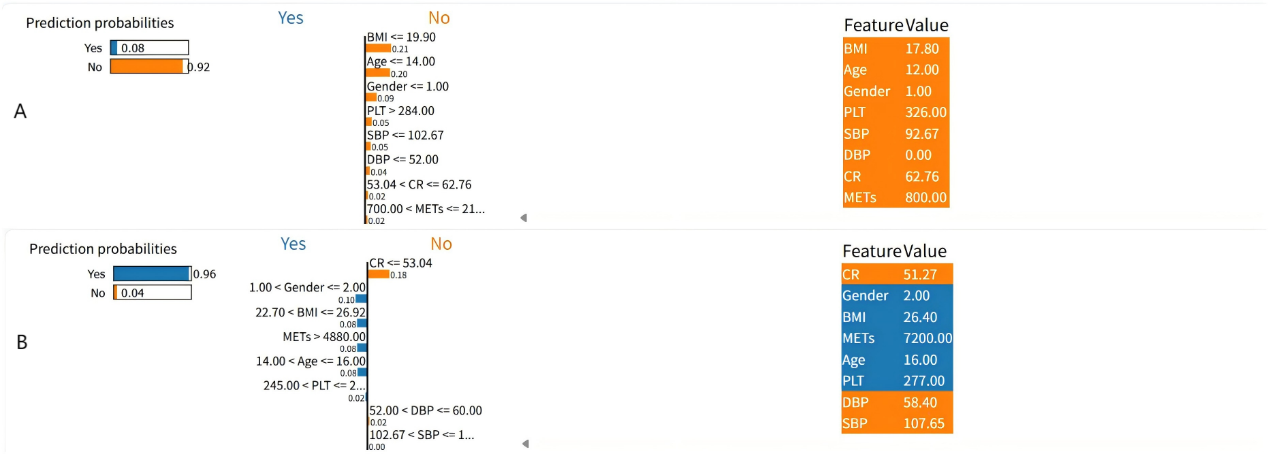 Prediction probabilities
Yes 0.08
No 0.92
A
Yes No
BMI <= 19.90
0.21
Age <= 14.00
0.20
Gender <= 1.00
0.09
PLT > 284.00
0.05
SBP <= 102.67
0.05
DBP <= 52.00
0.04
53.04 < CR <= 62.76
0.02
700.00 < METs <= 21...
0.02
Feature Value
BMI 17.80
Age 12.00
Gender 1.00
PLT 326.00
SBP 92.67
DBP 0.00
CR 62.76
METs 800.00
Prediction probabilities
Yes 0.96
No 0.04
B
Yes No
CR <= 53.04
0.18
1.00 < Gender <= 2.00
0.10
22.70 < BMI <= 26.92
0.08
METs > 4880.00
0.08
14.00 < Age <= 16.00
0.08
245.00 < PLT <= 2...
0.02
52.00 < DBP <= 60.00
0.02
102.67 < SBP <= 1...
0.00
Feature Value
CR 51.27
Gender 2.00
BMI 26.40
METs 7200.00
Age 16.00
PLT 277.00
DBP 58.40
SBP 107.65